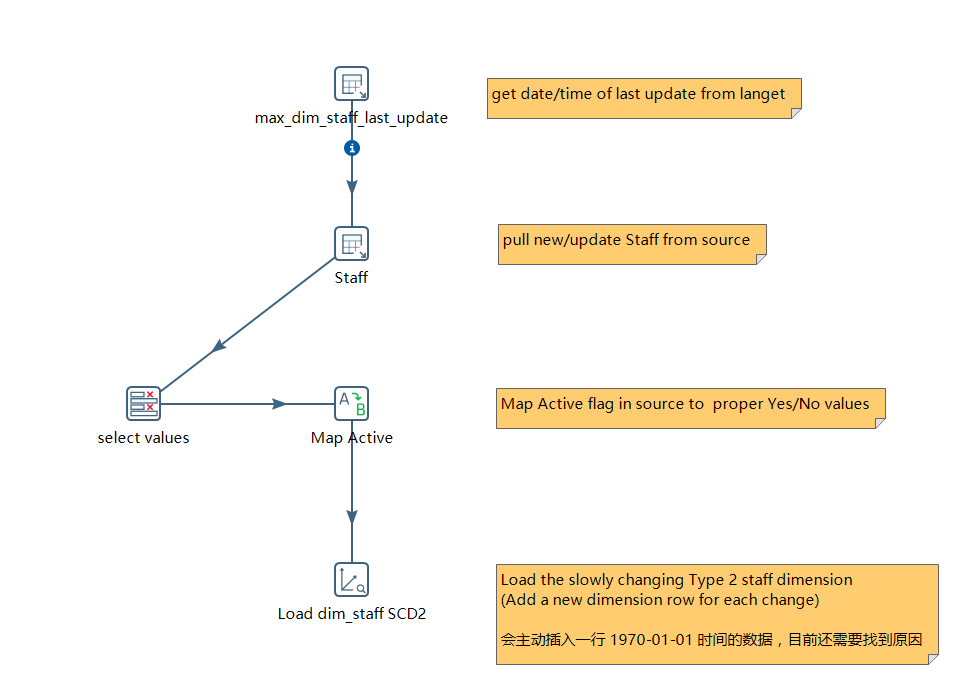 max_dim_staff_last_update
get date/time of last update from langet
Staff
pull new/update Staff from source
select values
Map Active
Map Active flag in source to  proper Yes/No values
Load dim_staff SCD2
Load the slowly changing Type 2 staff dimension
(Add a new dimension row for each change)
会主动插入一行 1970-01-01 时间的数据，目前还需要找到原因